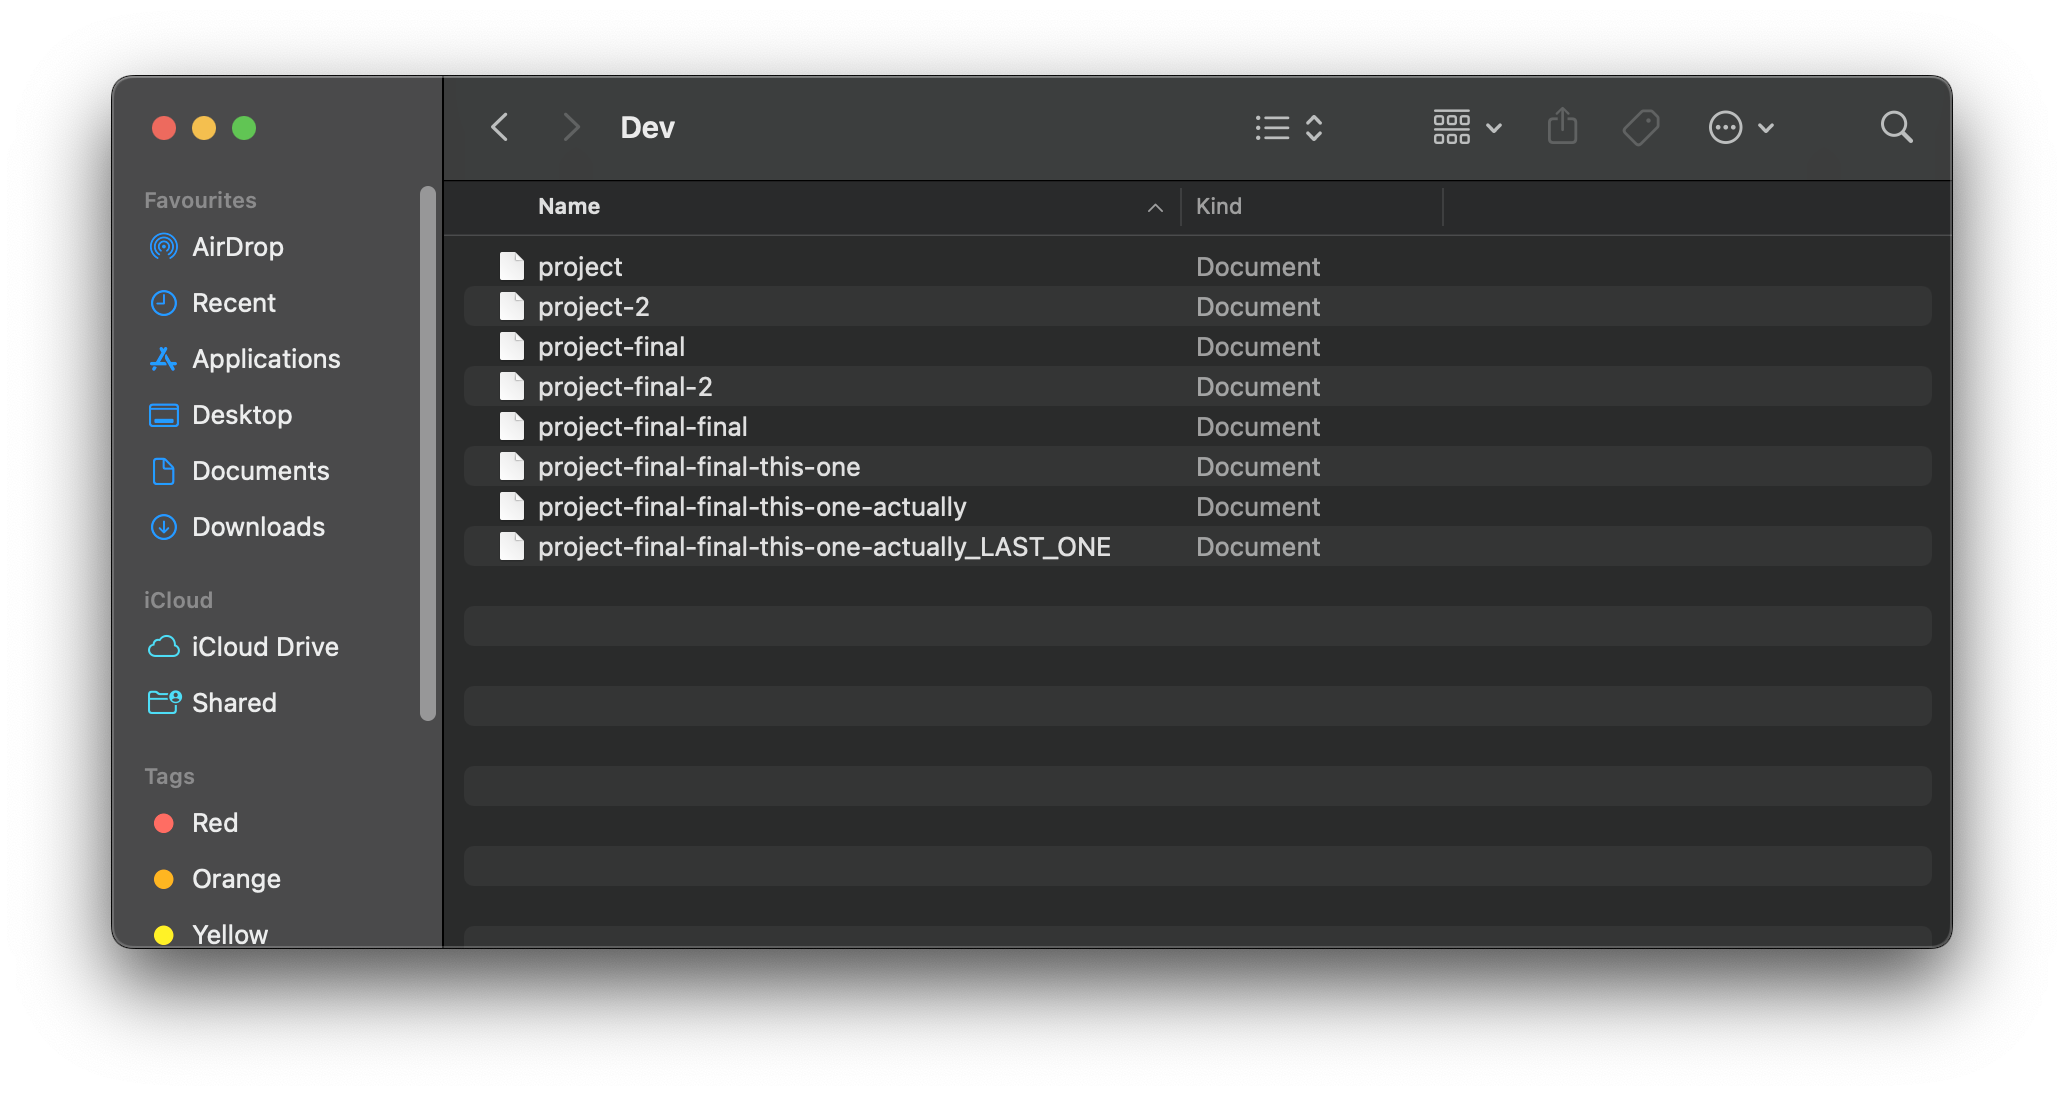 Dev
Favourites
AirDrop
Recent
Applications
Desktop
Documents
Downloads
iCloud
iCloud Drive
Shared
Tags
Red
Orange
Yellow
Name Kind
project Document
project-2 Document
project-final Document
project-final-2 Document
project-final-final Document
project-final-final-this-one Document
project-final-final-this-one-actually Document
project-final-final-this-one-actually_LAST_ONE Document